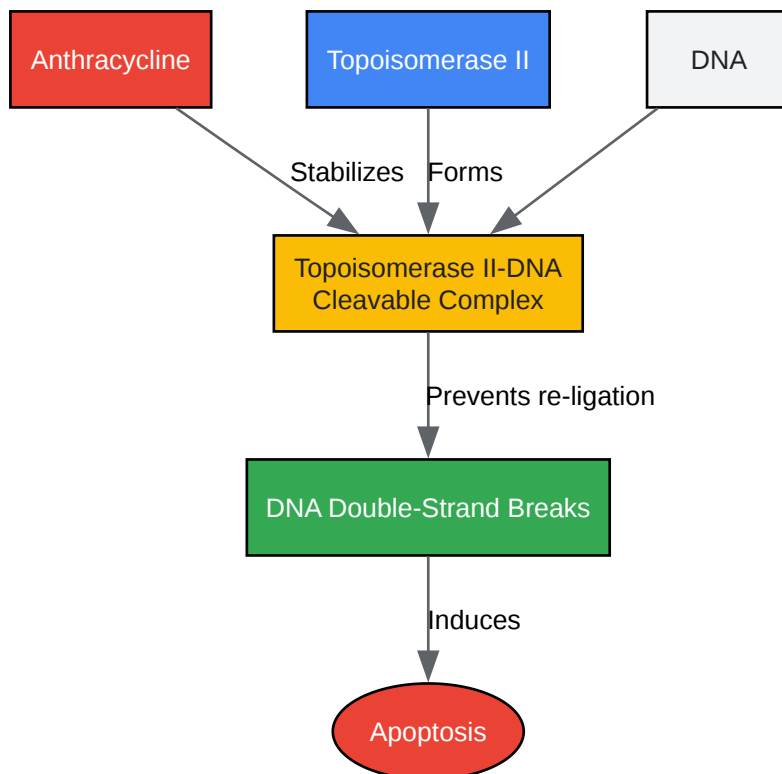 Anthracycline
Topoisomerase II
DNA
Stabilizes
Forms
Topoisomerase II-DNA
Cleavable Complex
Prevents re-ligation
DNA Double-Strand Breaks
Induces
Apoptosis